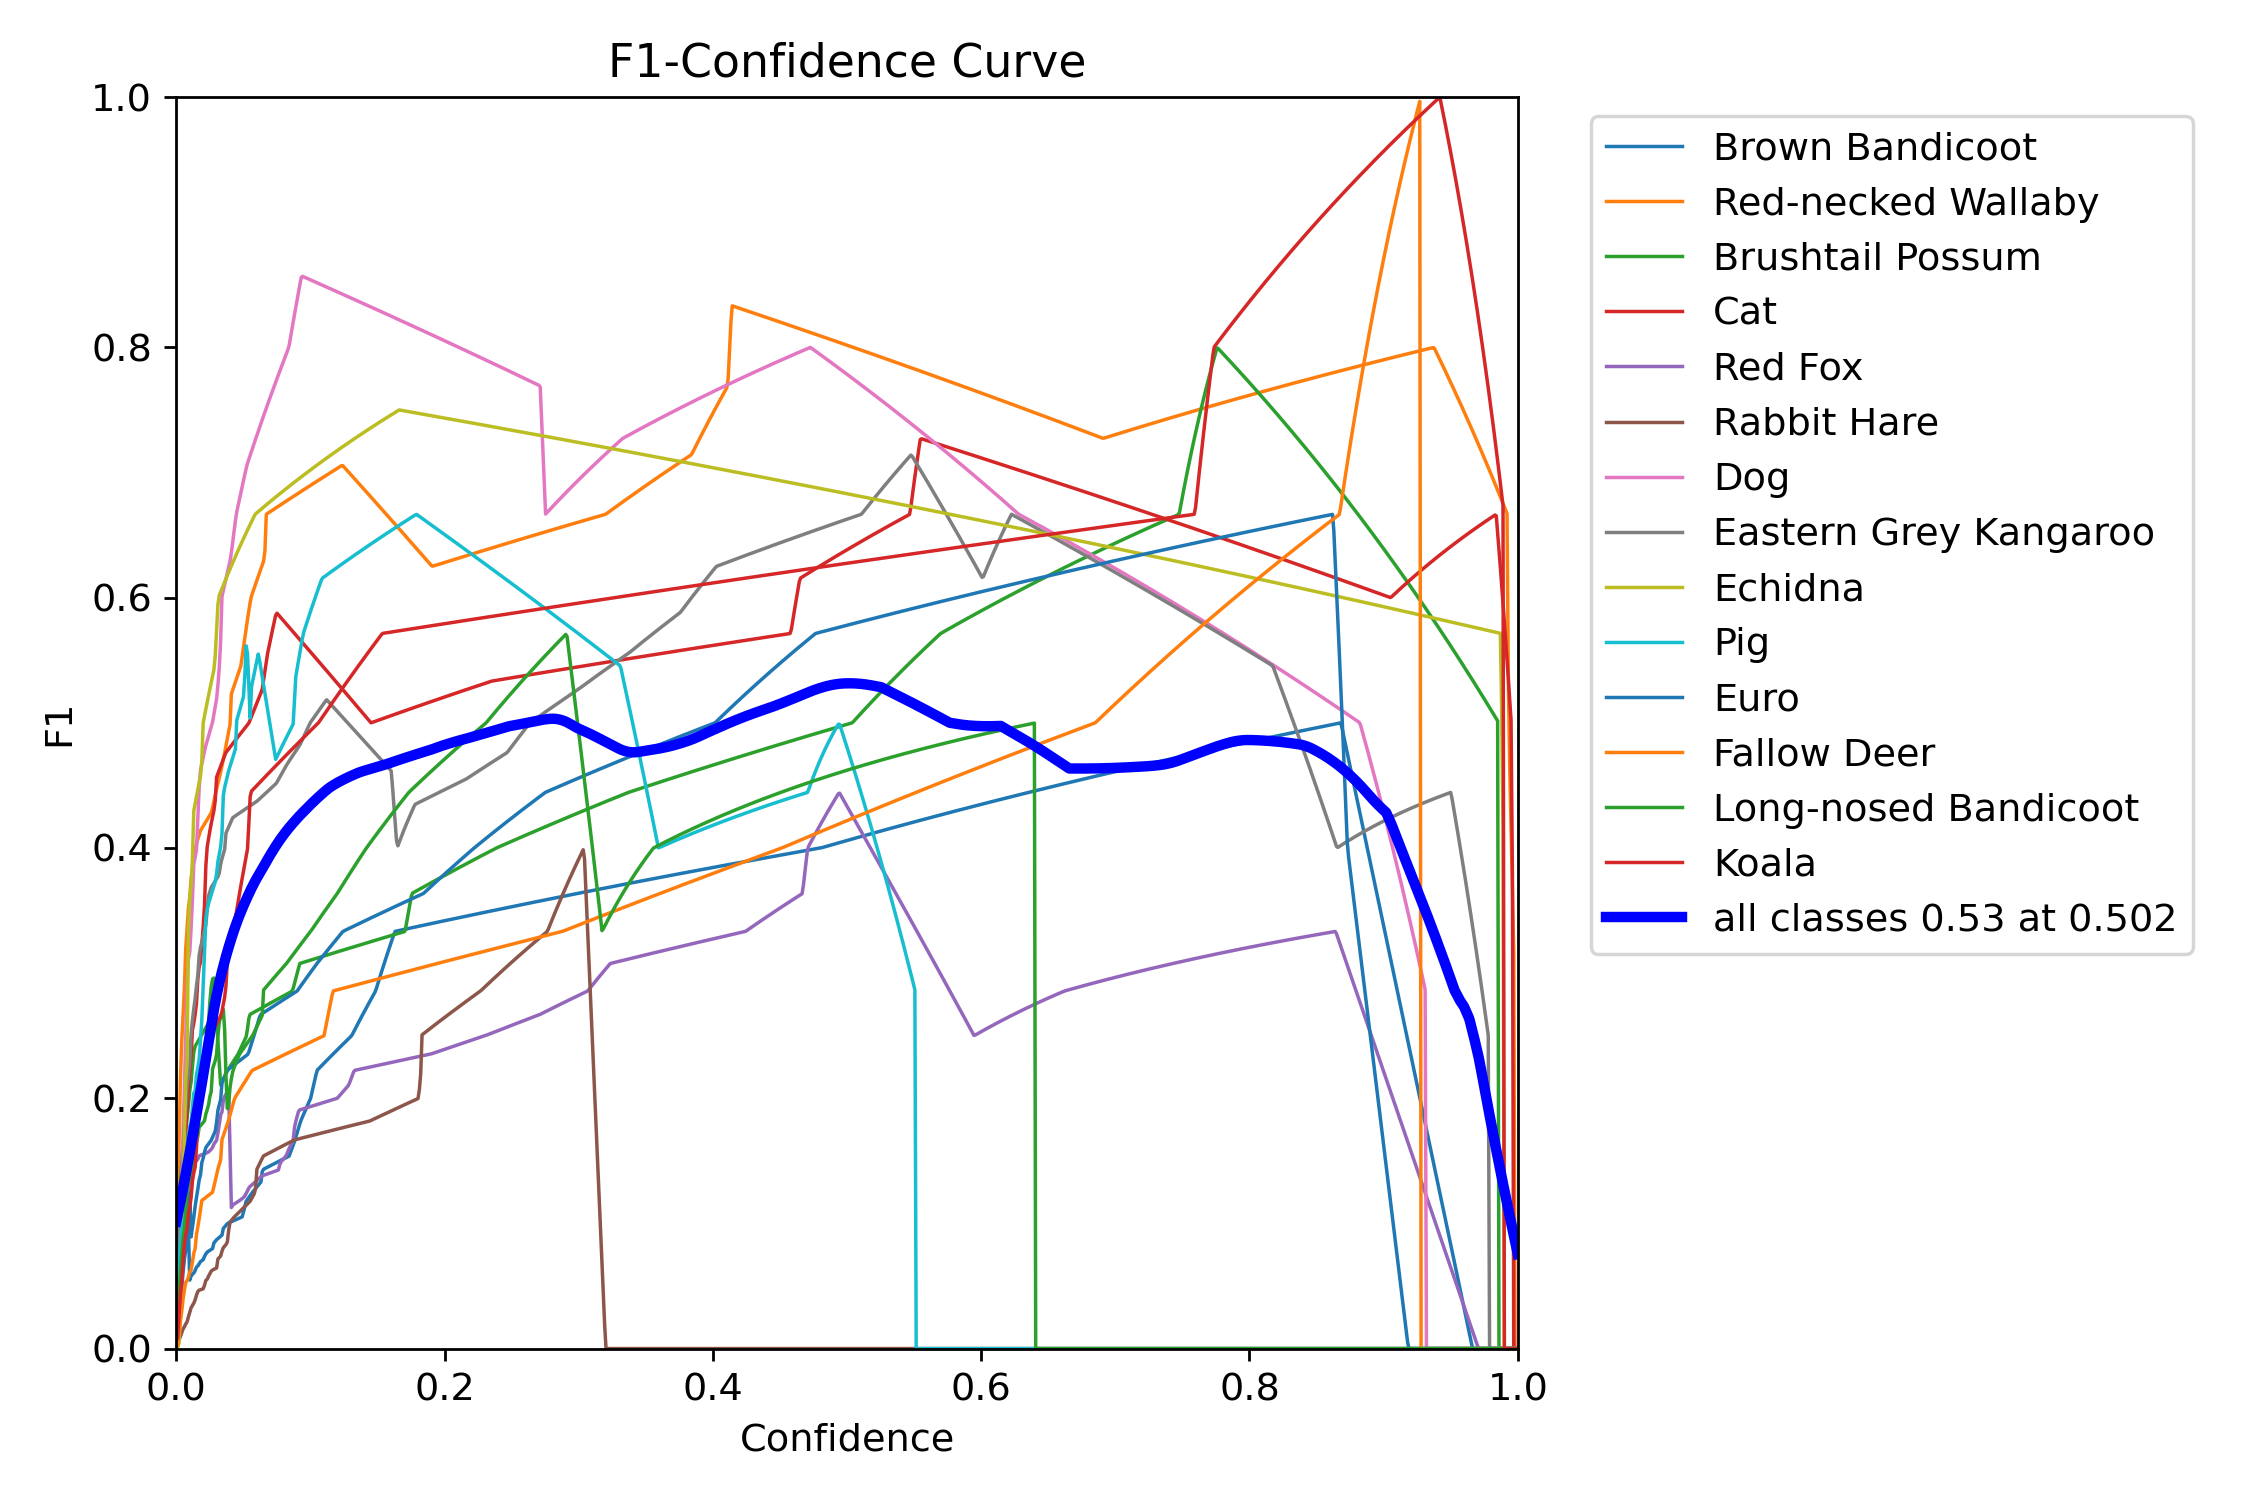 F1-Confidence Curve
1.0
0.8
0.6
0.4
0.2
0.0
F1
0.0 0.2 0.4 0.6 0.8 1.0
Confidence
Brown Bandicoot
Red-necked Wallaby
Brushtail Possum
Cat
Red Fox
Rabbit Hare
Dog
Eastern Grey Kangaroo
Echidna
Pig
Euro
Fallow Deer
Long-nosed Bandicoot
Koala
all classes 0.53 at 0.502